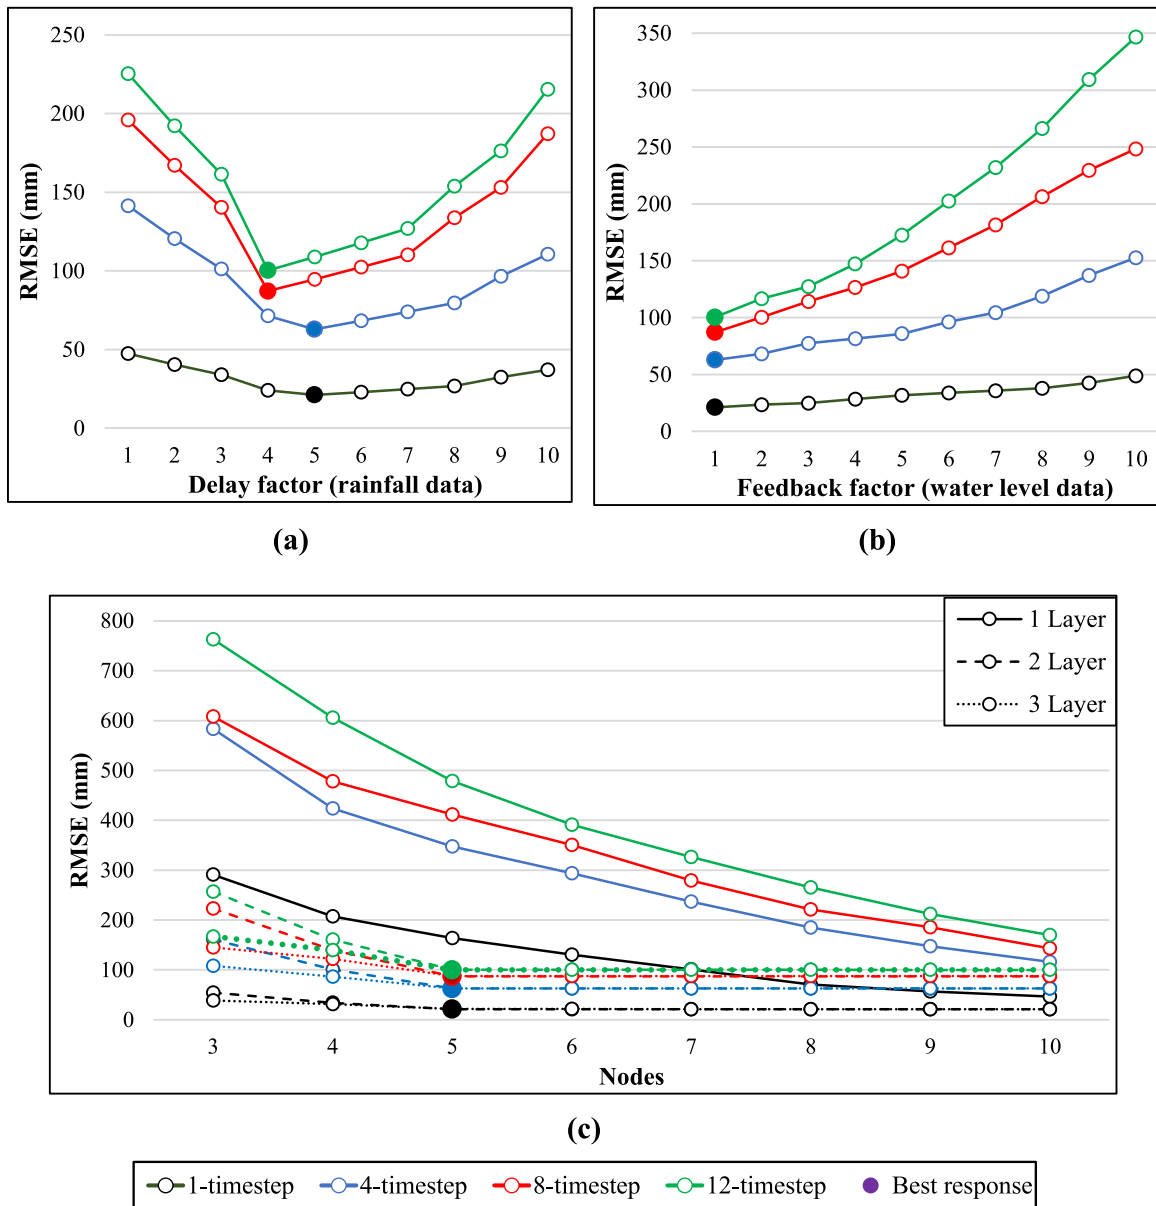 250
200
150
100
50
0
RMSE (mm)
1 2 3 4 5 6 7 8 9 10
Delay factor (rainfall data)
(a)
350
300
250
200
150
100
50
0
RMSE (mm)
1 2 3 4 5 6 7 8 9 10
Feedback factor (water level data)
(b)
800
700
600
500
400
300
200
100
0
RMSE (mm)
3 4 5 6 7 8 9 10
Nodes
1 Layer
2 Layer
3 Layer
(c)
1-timestep 4-timestep 8-timestep 12-timestep Best response